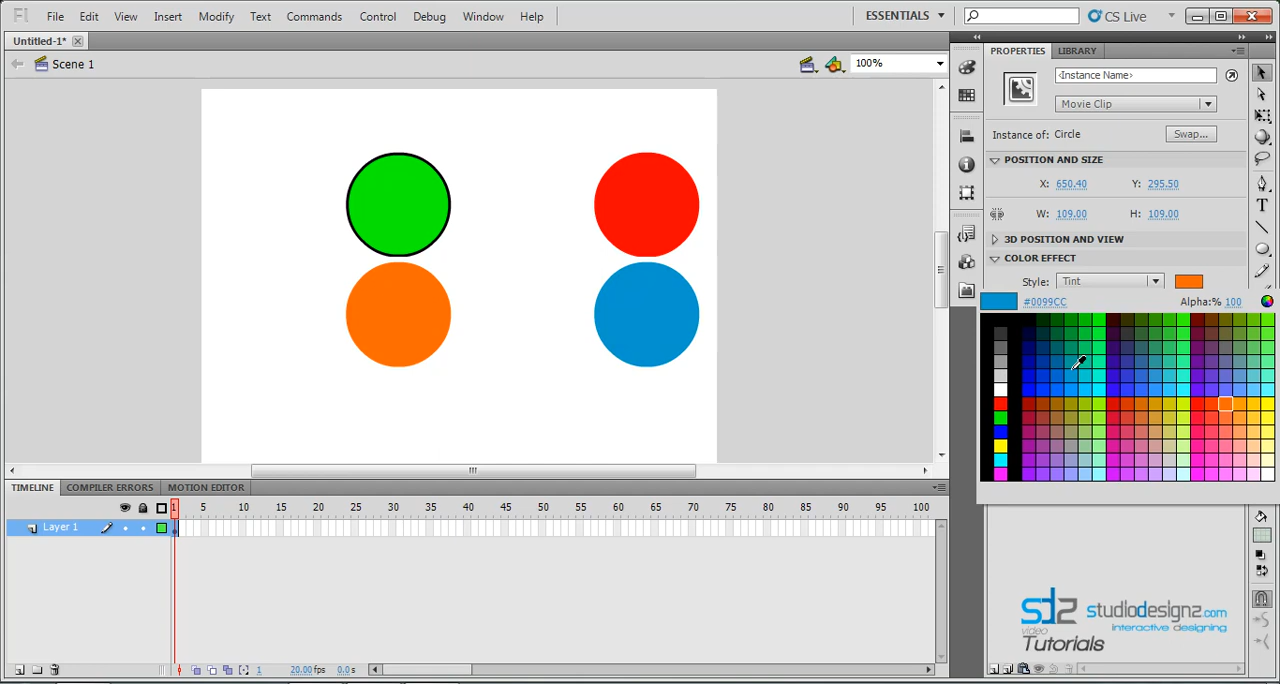 Fl File Edit View Insert Modify Text Commands Control Debug Window Help ESSENTIALS CS Live
Untitled-1*
Scene 1 100%
PROPERTIES LIBRARY
<Instance Name>
Movie Clip
Instance of: Circle Swap...
POSITION AND SIZE
X: 650.40 Y: 295.50
W: 109.00 H: 109.00
3D POSITION AND VIEW
COLOR EFFECT
Style: Tint
#0099CC Alpha:% 100
TIMELINE COMPILER ERRORS MOTION EDITOR
1 5 10 15 20 25 30 35 40 45 50 55 60 65 70 75 80 85 90 95 100
Layer 1
1 20.00 fps 0.0 s
sdz studiodesignz.com
interactive designing
video
Tutorials